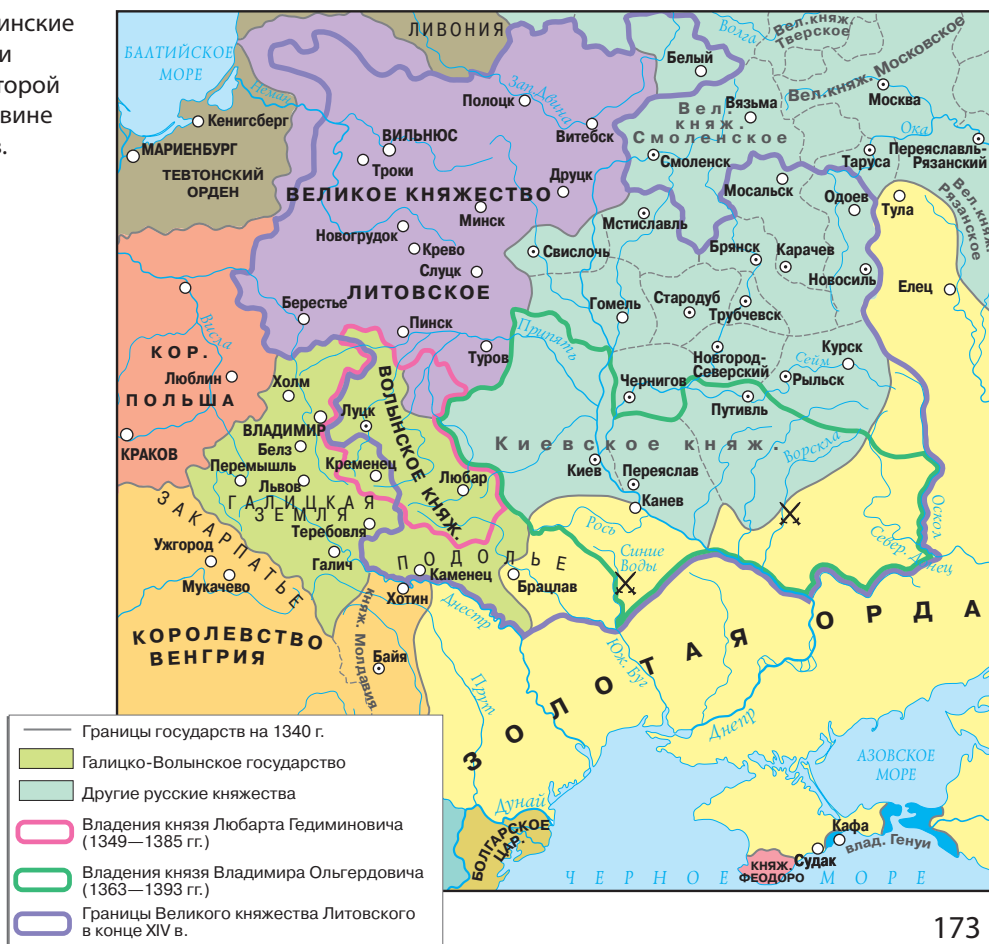 инские
и
торой
вине
в.
ЛИВОНИЯ
БАЛТИЙСКОЕ
МОРЕ
Волга
Вел. княж.
Тверское
Вел.княж. Московское
Белый
Неман
Зап.Двина
Полоцк
Вел.
княж.
Смоленское
Вязьма
Москва
Кенигсберг
Витебск
Ока
МАРИЕНБУРГ
ВИЛЬНЮС
Троки
Смоленск
Таруса
Переяславль-
Рязанский
ТЕВТОНСКИЙ
ОРДЕН
ВЕЛИКОЕ КНЯЖЕСТВО
Друцк
Мосальск
Одоев
Тула
Вел.княж.
Рязанское
Минск
Новогрудок
Мстиславль
Крево
Свислочь
Брянск
Карачев
Слуцк
Новосиль
Елец
ЛИТОВСКОЕ
Берестье
Гомель
Стародуб
Трубчевск
Висла
Пинск
Припять
КОР.
ПОЛЬША
Туров
Новгород-
Северский
Сейм
Курск
Люблин
Холм
Чернигов
Рыльск
ВОЛЫНСКОЕ КНЯЖ.
Луцк
Путивль
ВЛАДИМИР
КРАКОВ
Белз
Киевское княж.
Ворскла
Перемышль
Кременец
Киев
Переяслав
Львов
Любар
ГАЛИЦКАЯ
ЗЕМЛЯ
Канев
Оскол
ЗАКАРПАТЬЕ
Теребовля
Рось
Север. Донец
Ужгород
Галич
ПОДОЛЬЕ
Синие
Воды
Мукачево
Каменец
Брацлав
Хотин
Днестр
КОРОЛЕВСТВО
ВЕНГРИЯ
княж. Молдавия
Байя
ЗОЛОТАЯ ОРДА
Юж. Буг
Прут
Днепр
АЗОВСКОЕ
МОРЕ
Дунай
БОЛГАРСКОЕ
ЦАР.
Кафа
влад. Генуи
Судак
КНЯЖ.
ФЕОДОРО
ЧЕРНОЕ МОРЕ
Границы государств на 1340 г.
Галицко-Волынское государство
Другие русские княжества
Владения князя Любарта Гедиминовича
(1349—1385 гг.)
Владения князя Владимира Ольгердовича
(1363—1393 гг.)
Границы Великого княжества Литовского
в конце XIV в.
173